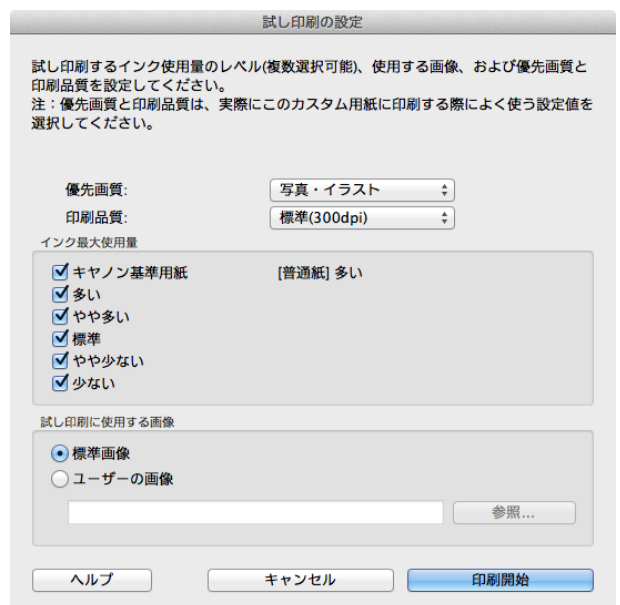 試し印刷の設定
試し印刷するインク使用量のレベル(複数選択可能)、使用する画像、および優先画質と
印刷品質を設定してください。
注：優先画質と印刷品質は、実際にこのカスタム用紙に印刷する際によく使う設定値を
選択してください。
優先画質: 写真・イラスト
印刷品質: 標準(300dpi)
インク最大使用量
キヤノン基準用紙 [普通紙] 多い
多い
やや多い
標準
やや少ない
少ない
試し印刷に使用する画像
標準画像
ユーザーの画像
参照...
ヘルプ キャンセル 印刷開始